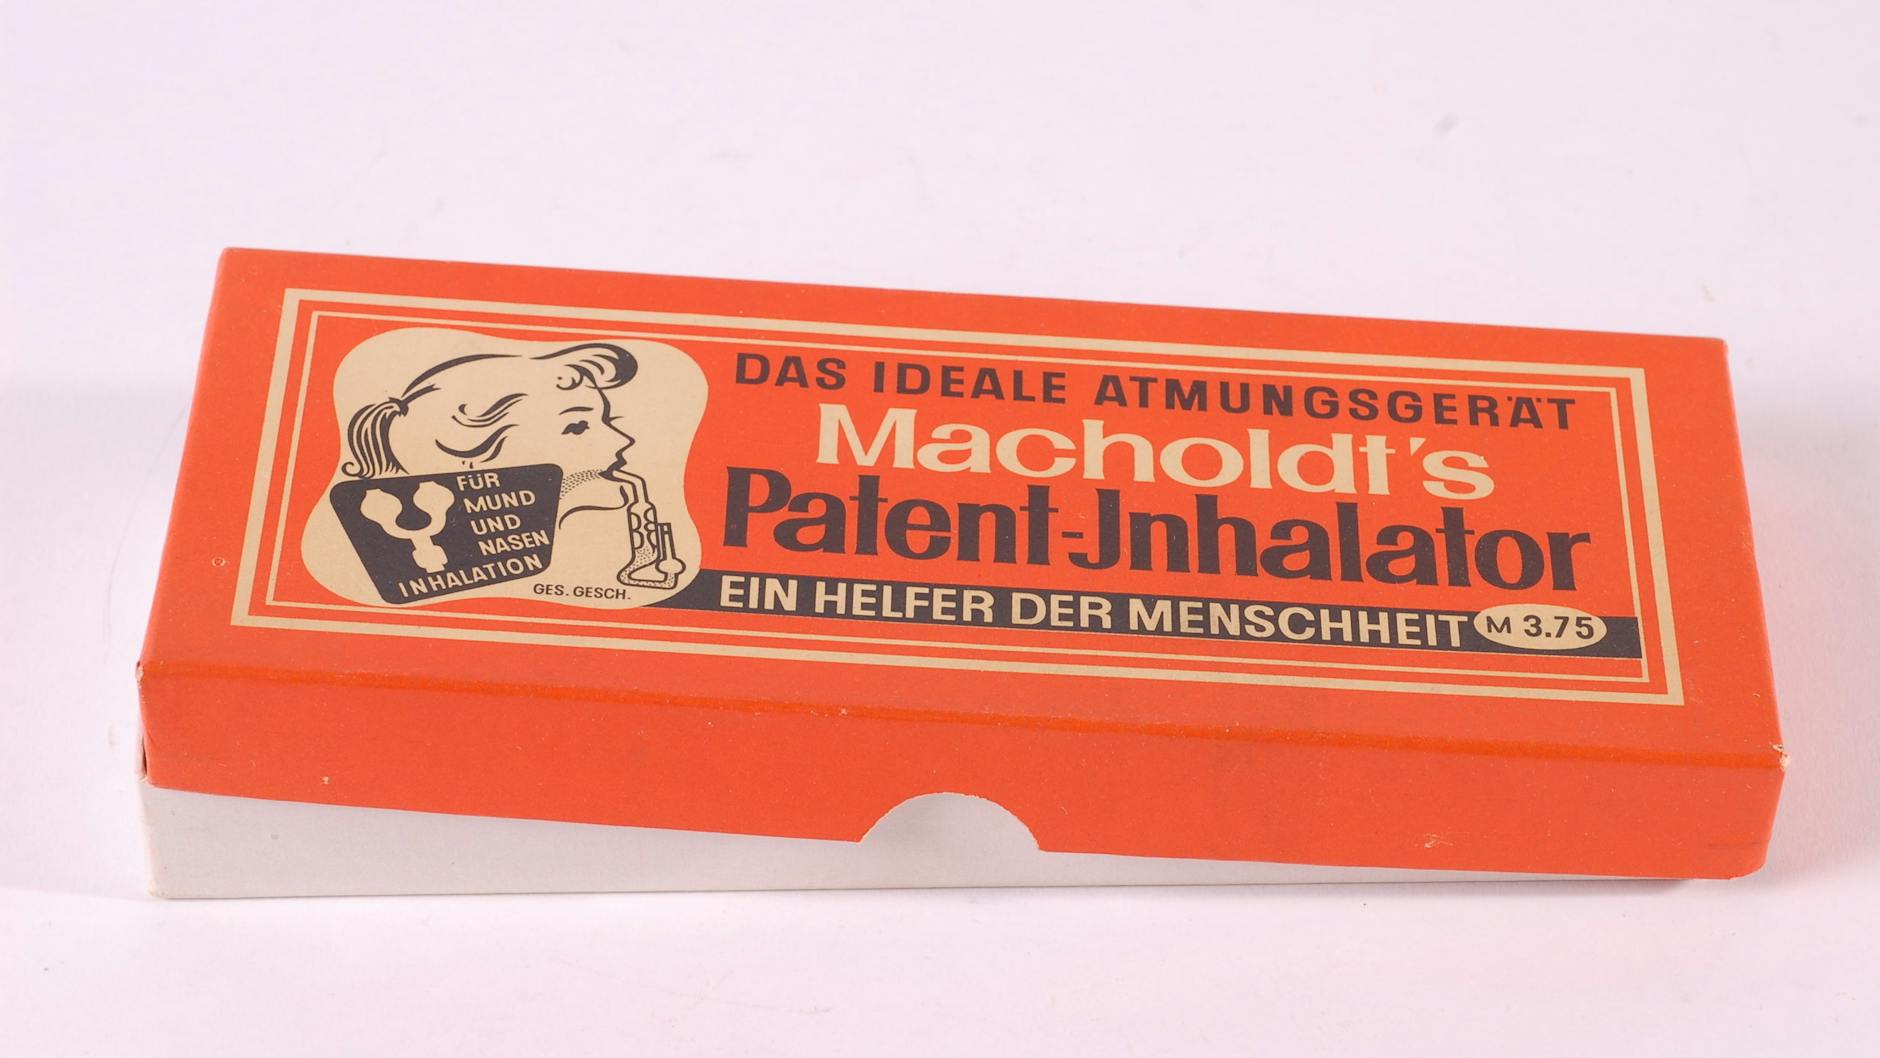 DAS IDEALE ATMUNGSGERÄT
Macholdt's
Patent-Jnhalator
EIN HELFER DER MENSCHHEIT
M 3.75
FÜR
MUND
UND
NASEN
INHALATION
GES. GESCH.